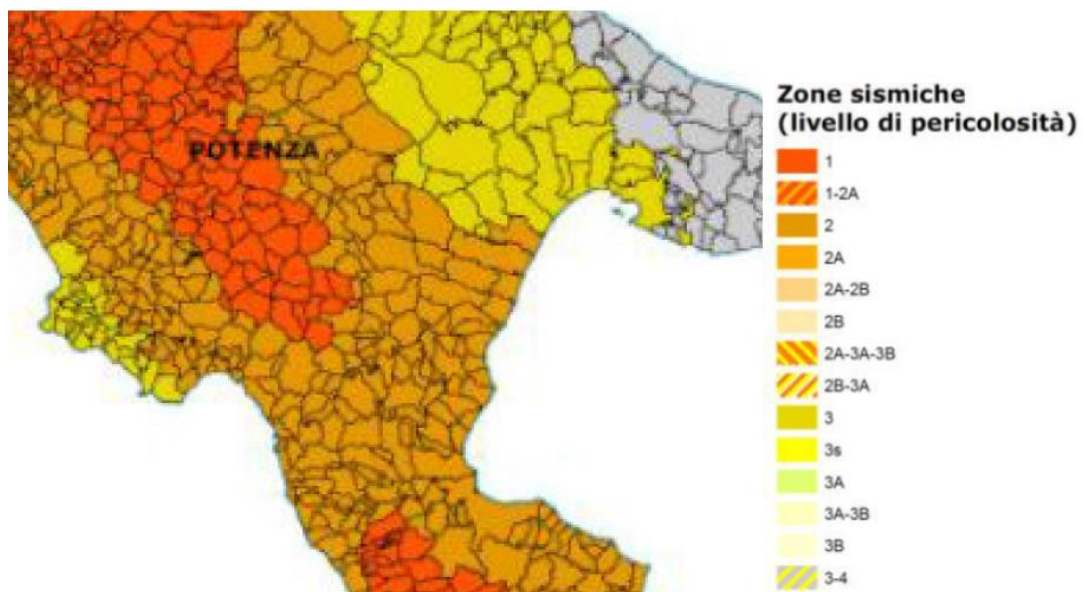 POTENZA
Zone sismiche
(livello di pericolosità)
1
1-2A
2
2A
2A-2B
2B
2A-3A-3B
2B-3A
3
3s
3A
3A-3B
3B
3-4